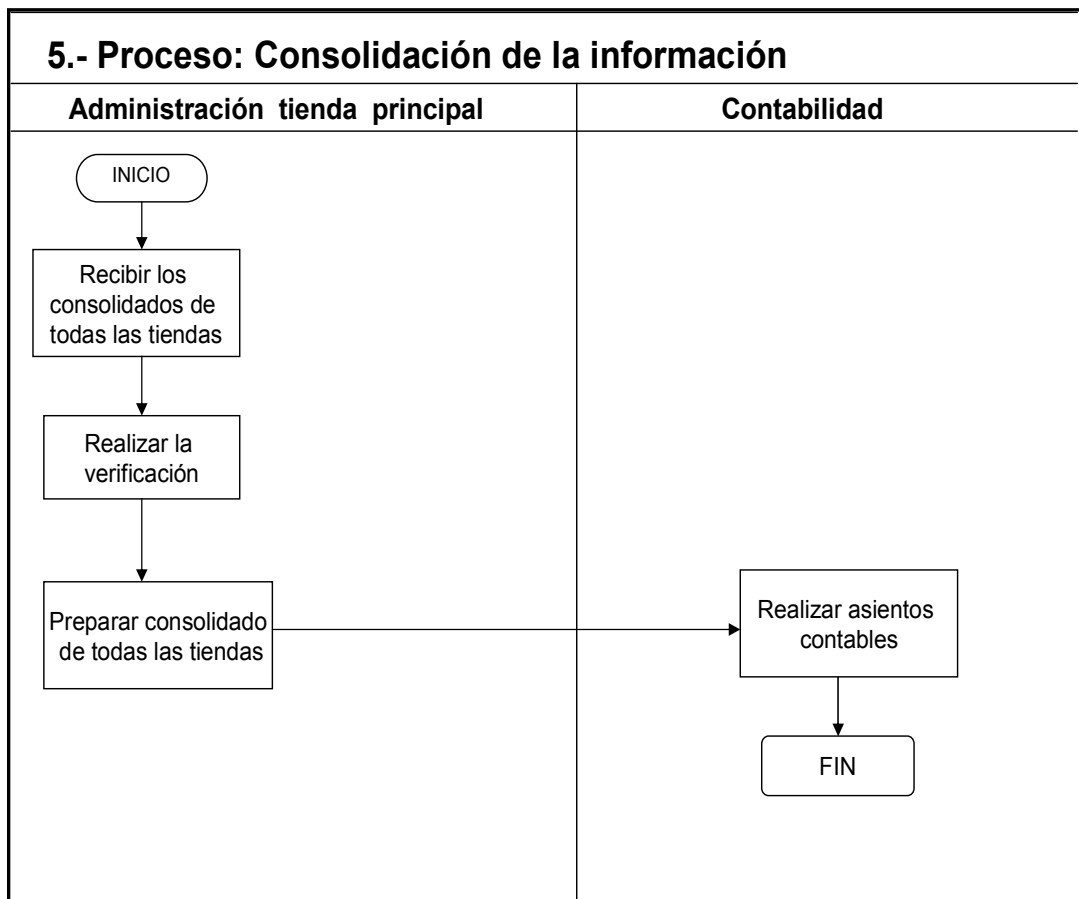 5.- Proceso: Consolidación de la información
Administración tienda principal
Contabilidad
INICIO
Recibir los
consolidados de
todas las tiendas
Realizar la
verificación
Preparar consolidado
de todas las tiendas
Realizar asientos
contables
FIN